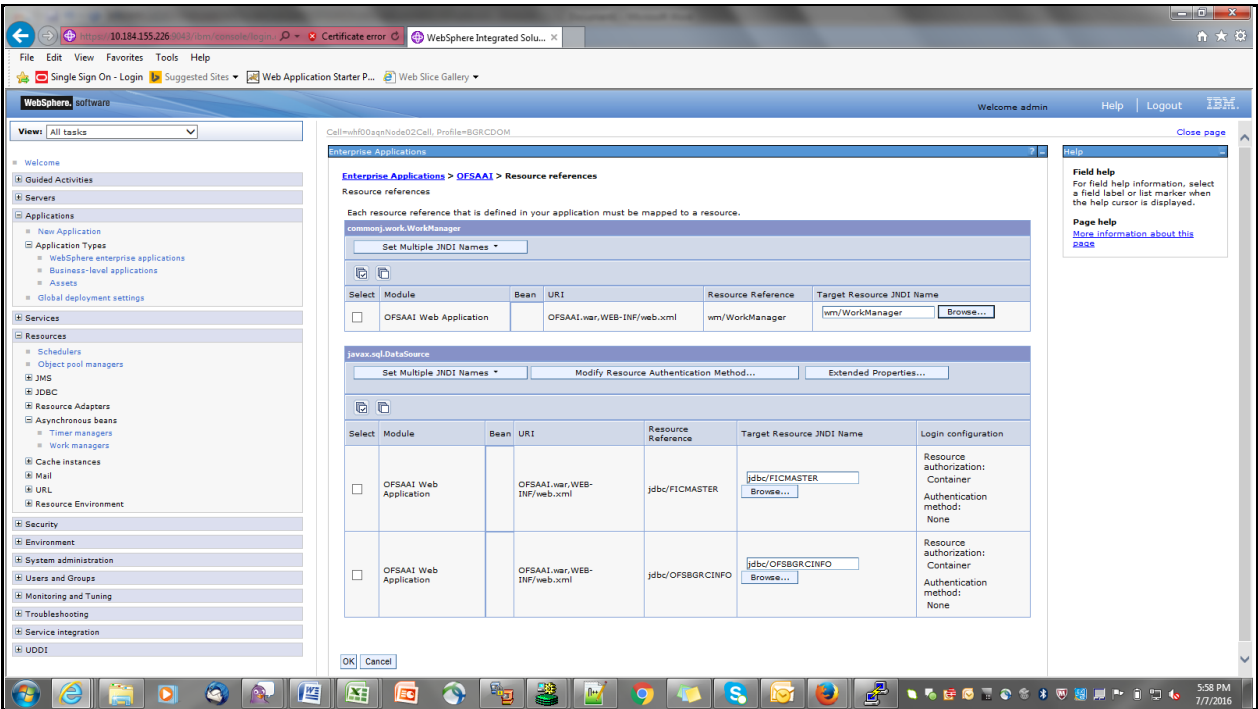 https://10.184.155.226:9043/ibm/console/login.
Certificate error
WebSphere Integrated Solu...
File Edit View Favorites Tools Help
Single Sign On - Login Suggested Sites Web Application Starter P... Web Slice Gallery
WebSphere. software
Welcome admin
Help | Logout
IBM.
View: All tasks
Cell=whf00aqnNode02Cell, Profile=BGRCDOM
Close page
Welcome
Guided Activities
Servers
Applications
New Application
Application Types
WebSphere enterprise applications
Business-level applications
Assets
Global deployment settings
Services
Resources
Schedulers
Object pool managers
JMS
JDBC
Resource Adapters
Asynchronous beans
Timer managers
Work managers
Cache instances
Mail
URL
Resource Environment
Security
Environment
System administration
Users and Groups
Monitoring and Tuning
Troubleshooting
Service integration
UDDI
Enterprise Applications
? -
Enterprise Applications > OFSAAI > Resource references
Resource references
Each resource reference that is defined in your application must be mapped to a resource.
commonj.work.WorkManager
Set Multiple JNDI Names
Select Module Bean URI Resource Reference Target Resource JNDI Name
OFSAAI Web Application OFSAAI.war,WEB-INF/web.xml wm/WorkManager wm/WorkManager Browse...
javax.sql.DataSource
Set Multiple JNDI Names Modify Resource Authentication Method... Extended Properties...
Select Module Bean URI Resource Reference Target Resource JNDI Name Login configuration
OFSAAI Web Application
OFSAAI.war,WEB-INF/web.xml
jdbc/FICMASTER
jdbc/FICMASTER
Browse...
Resource
authorization:
Container
Authentication
method:
None
OFSAAI Web Application
OFSAAI.war,WEB-INF/web.xml
jdbc/OFSBGRCINFO
jdbc/OFSBGRCINFO
Browse...
Resource
authorization:
Container
Authentication
method:
None
OK Cancel
Help
Field help
For field help information, select
a field label or list marker when
the help cursor is displayed.
Page help
More information about this
page
5:58 PM
7/7/2016